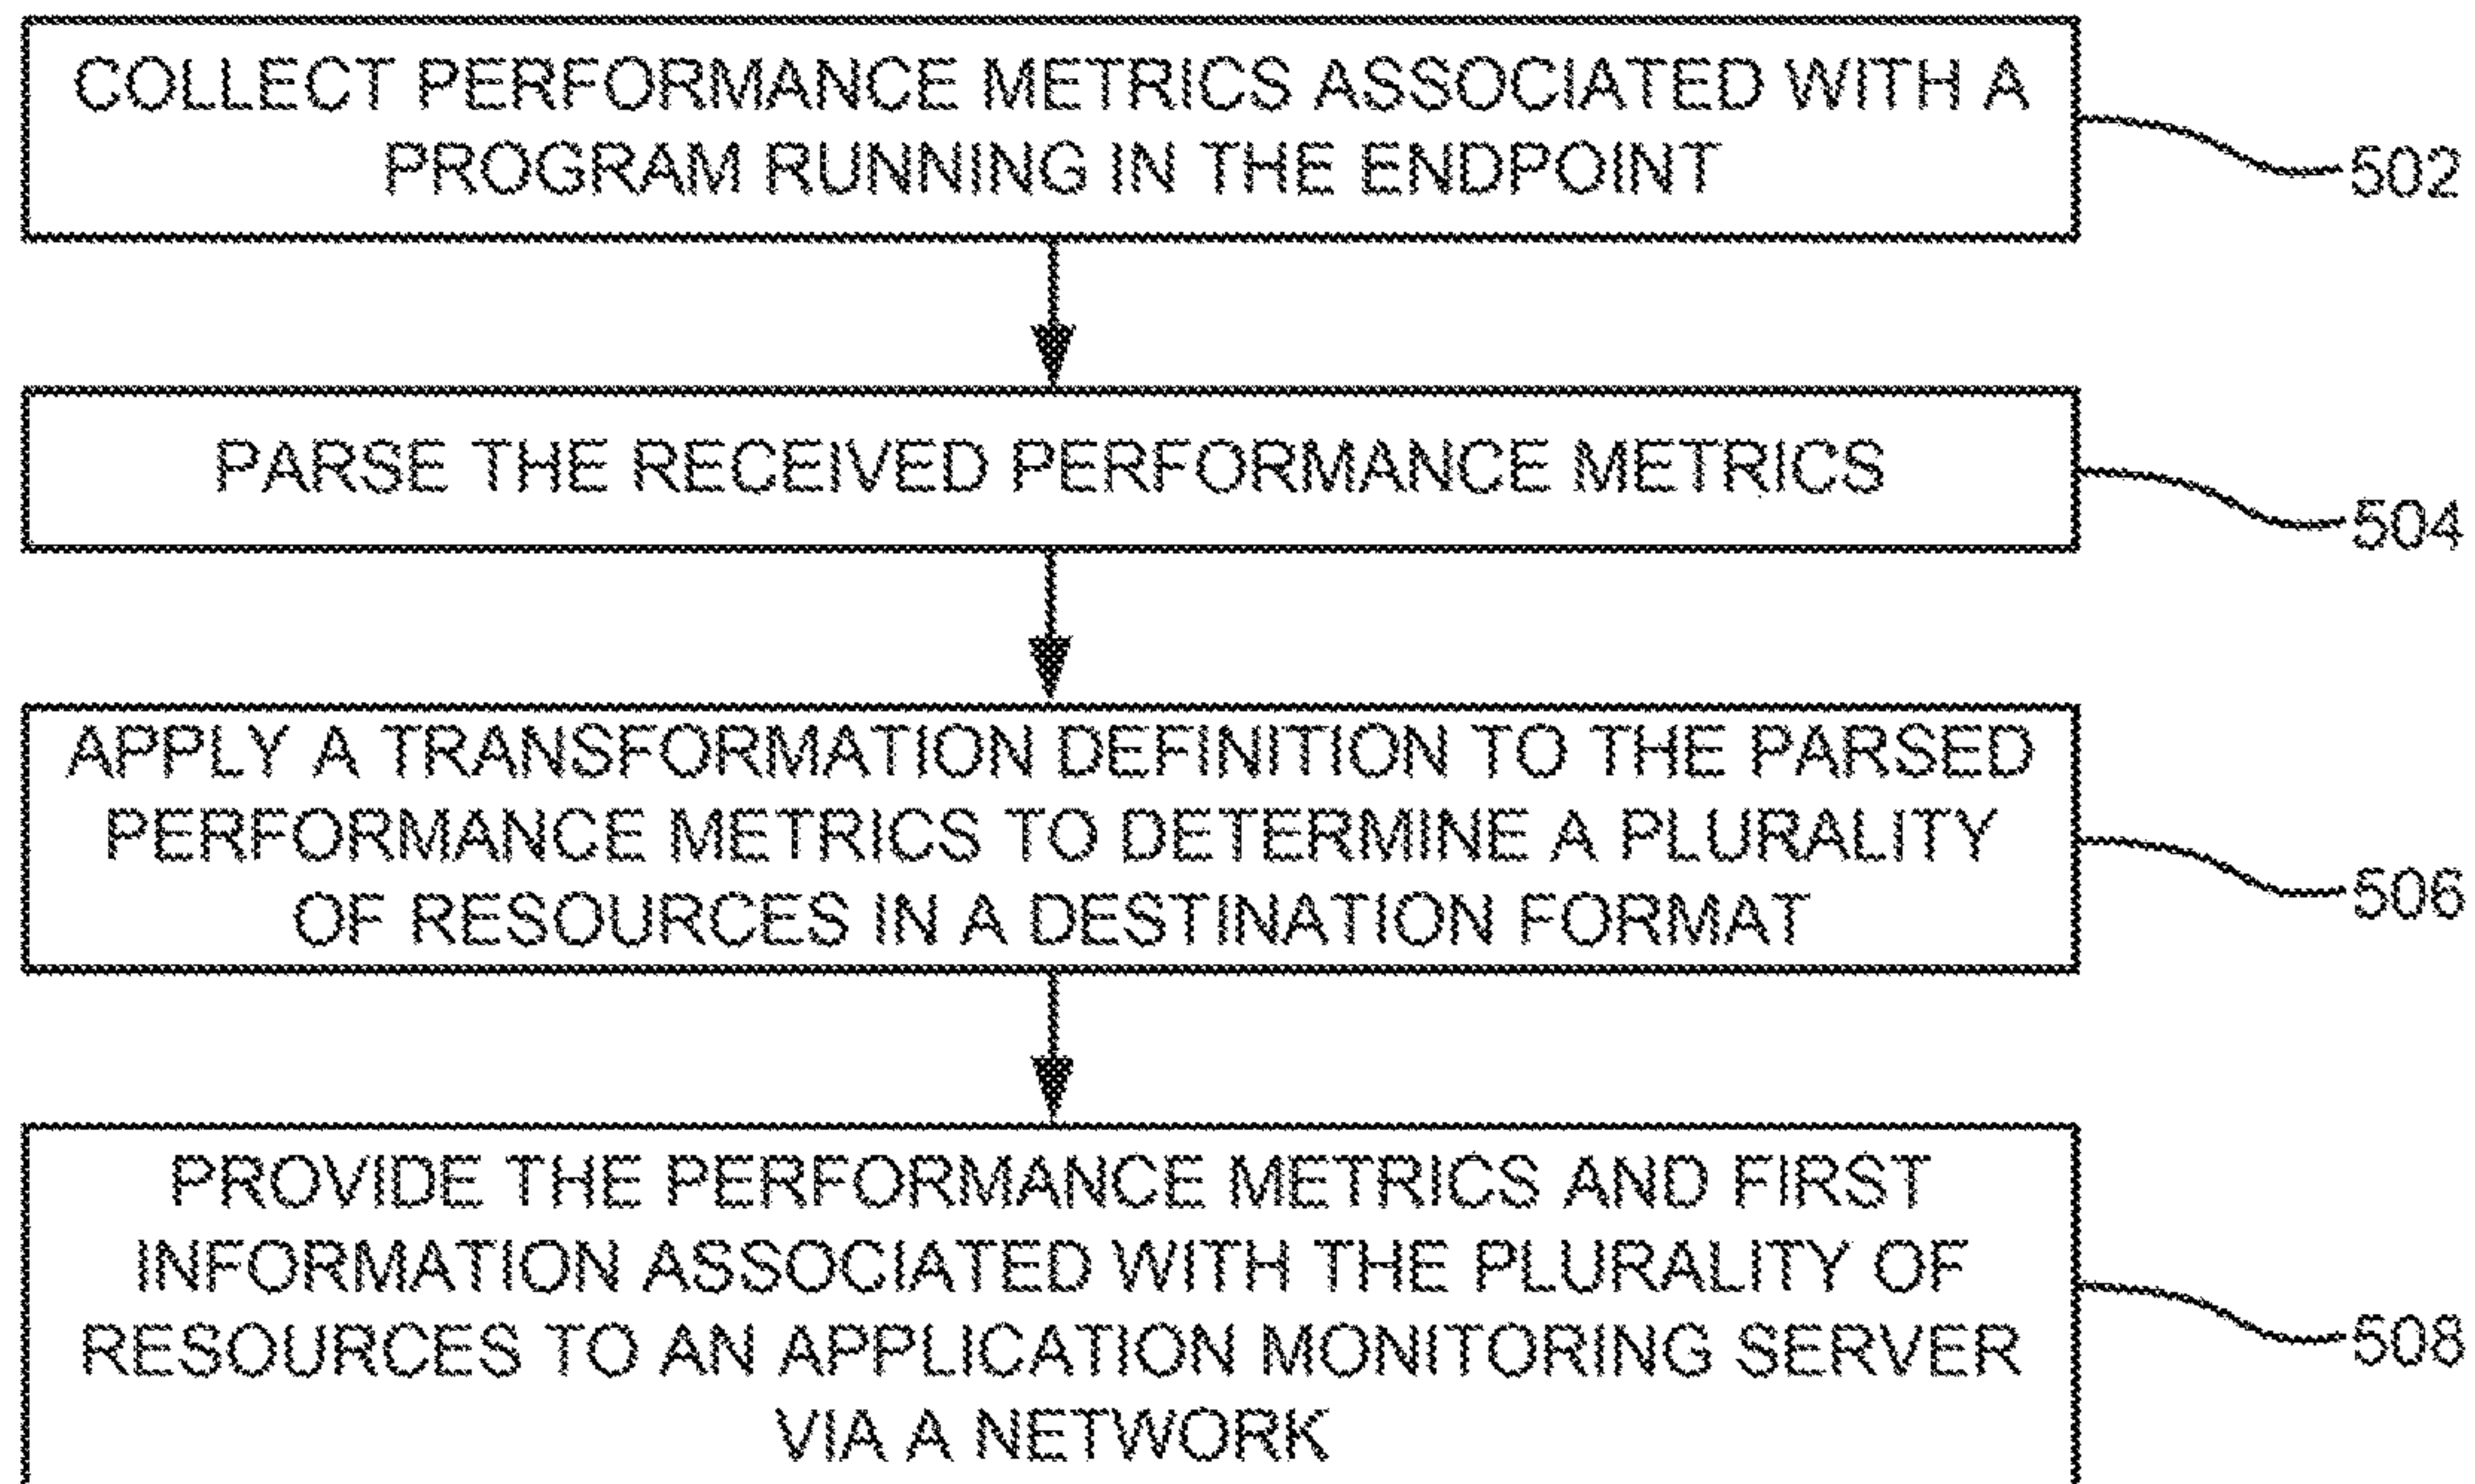 COLLECT PERFORMANCE METRICS ASSOCIATED WITH A
PROGRAM RUNNING IN THE ENDPOINT
502
PARSE THE RECEIVED PERFORMANCE METRICS
504
APPLY A TRANSFORMATION DEFINITION TO THE PARSED
PERFORMANCE METRICS TO DETERMINE A PLURALITY
OF RESOURCES IN A DESTINATION FORMAT
506
PROVIDE THE PERFORMANCE METRICS AND FIRST
INFORMATION ASSOCIATED WITH THE PLURALITY OF
RESOURCES TO AN APPLICATION MONITORING SERVER
VIA A NETWORK
508